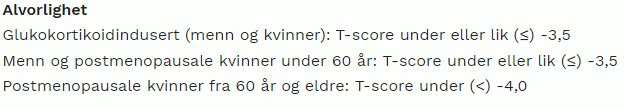 Alvorlighet
Glukokortikoidindusert (menn og kvinner): T-score under eller lik (≤) -3,5
Menn og postmenopausale kvinner under 60 år: T-score under eller lik (≤) -3,5
Postmenopausale kvinner fra 60 år og eldre: T-score under (<) -4,0